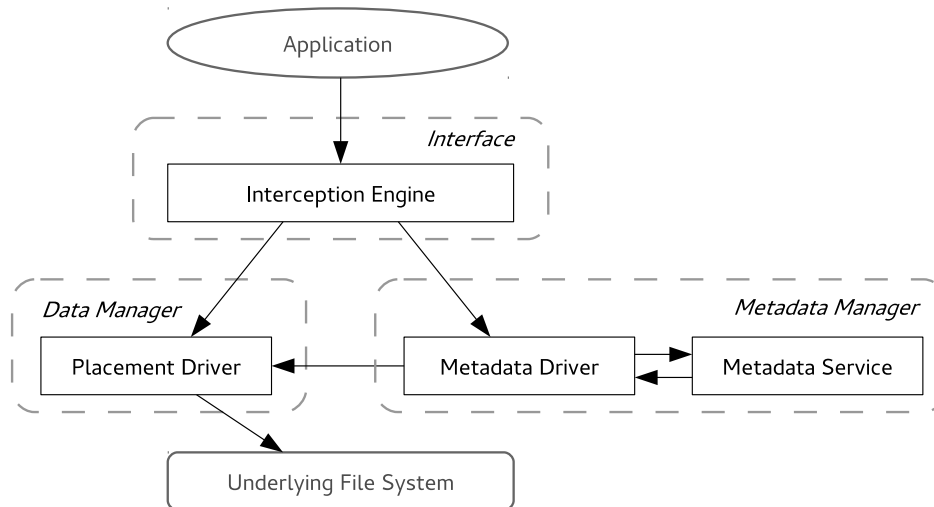 Application
Interface
Interception Engine
Data Manager
Metadata Manager
Placement Driver
Metadata Driver
Metadata Service
Underlying File System